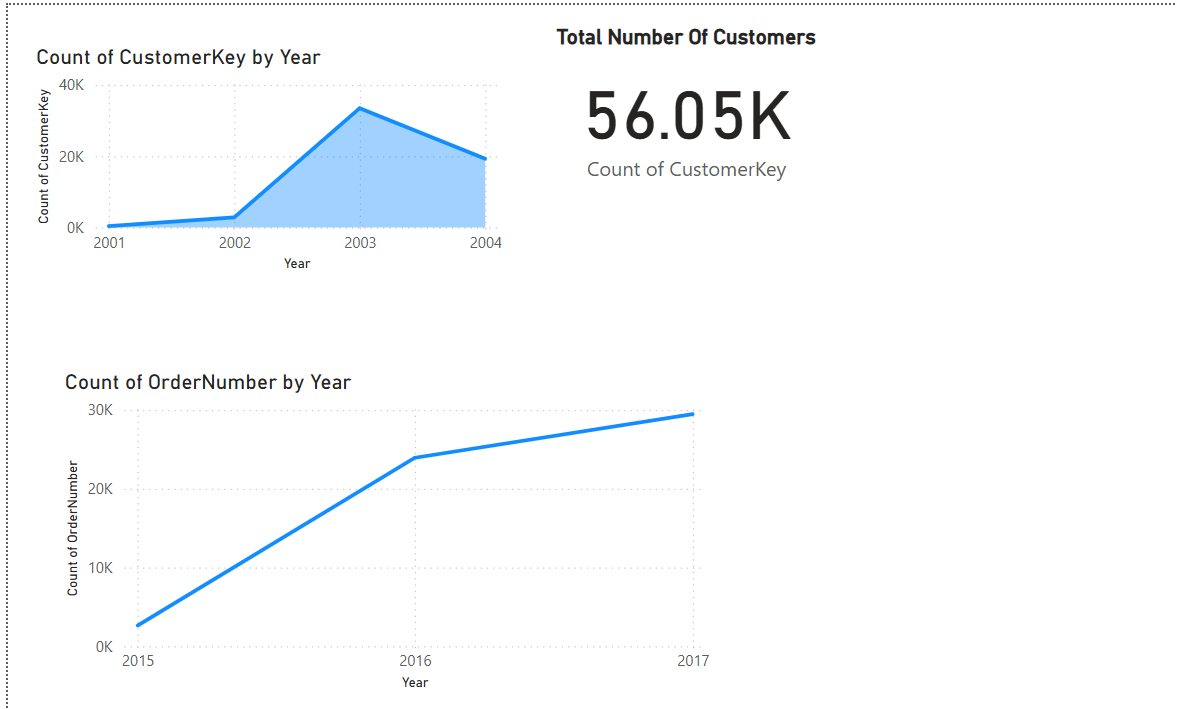 Count of CustomerKey by Year
Count of CustomerKey
40K
20K
0K
2001 2002 2003 2004
Year
Total Number Of Customers
56.05K
Count of CustomerKey
Count of OrderNumber by Year
Count of OrderNumber
30K
20K
10K
0K
2015 2016 2017
Year